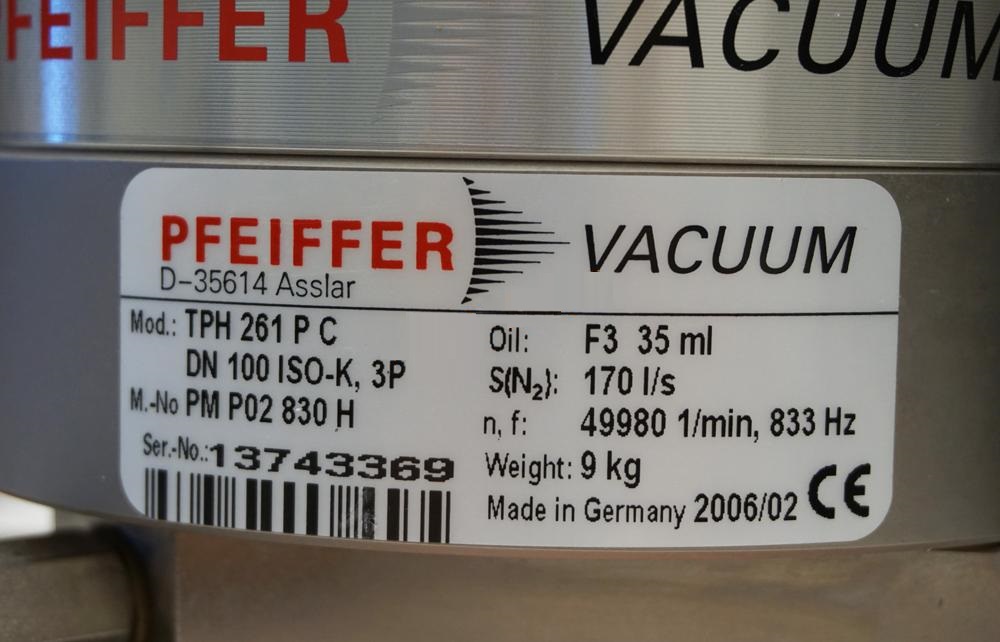 PFEIFFER VACUUM
PFEIFFER VACUUM
D-35614 Asslar
Mod.: TPH 261 P C
DN 100 ISO-K, 3P
M.-No PM P02 830 H
Ser.-No.: 13743369
Oil: F3 35 ml
S(N₂): 170 l/s
n, f: 49980 1/min, 833 Hz
Weight: 9 kg
Made in Germany 2006/02 CE